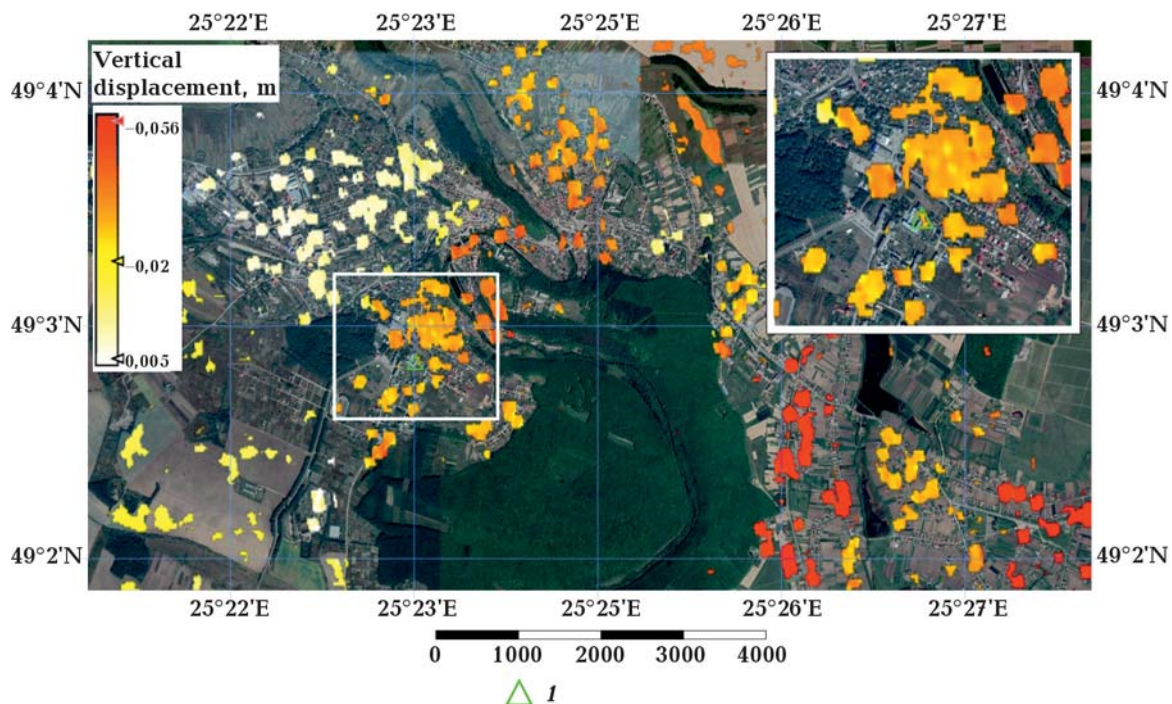 25°22'E 25°23'E 25°25'E 25°26'E 25°27'E
Vertical
displacement, m
–0,056
–0,02
0,005
49°4'N 49°4'N
49°3'N 49°3'N
49°2'N 49°2'N
25°22'E 25°23'E 25°25'E 25°26'E 25°27'E
0 1000 2000 3000 4000
1